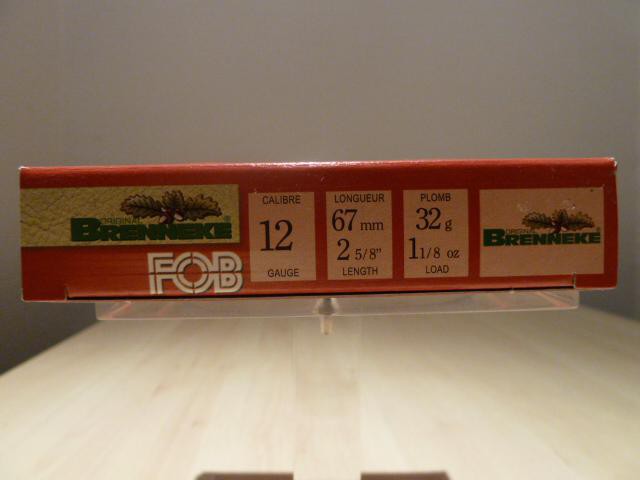 ORIGINAL
BRENNEKE®
FOB
CALIBRE
12
GAUGE
LONGUEUR
67 mm
2 5/8"
LENGTH
PLOMB
32 g
1 1/8 oz
LOAD
ORIGINAL
BRENNEKE®